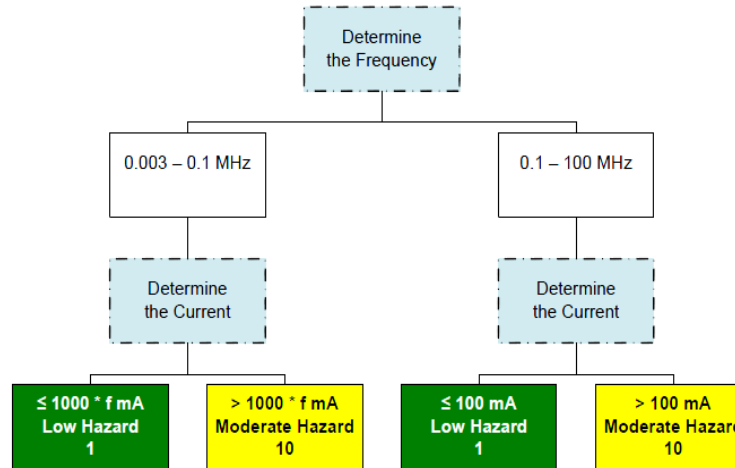 Determine
the Frequency
0.003 – 0.1 MHz
0.1 – 100 MHz
Determine
the Current
Determine
the Current
≤ 1000 * f mA
Low Hazard
1
> 1000 * f mA
Moderate Hazard
10
≤ 100 mA
Low Hazard
1
> 100 mA
Moderate Hazard
10